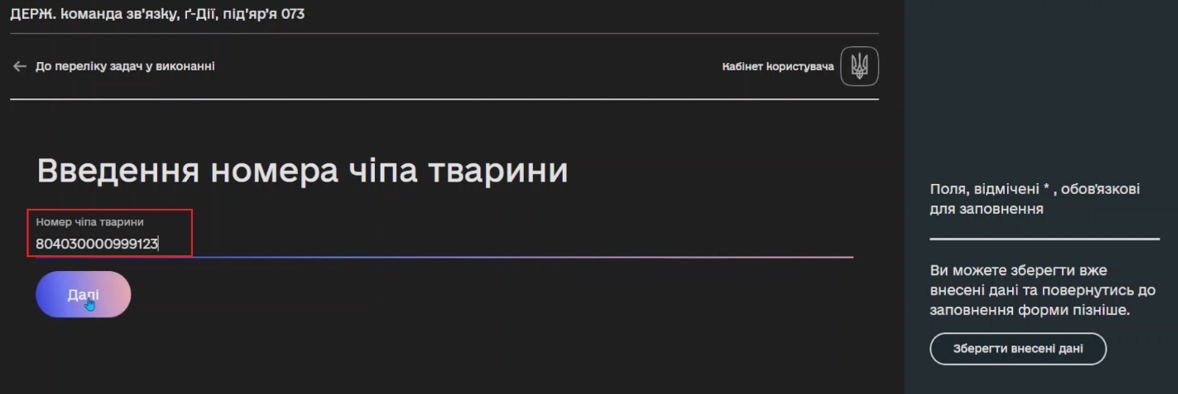 ДЕРЖ. команда зв'язку, ґ-Дії, під'яр'я 073
До переліку задач у виконанні
Кабінет користувача
Введення номера чіпа тварини
Номер чіпа тварини
804030000999123
Далі
Поля, відмічені * , обов'язкові
для заповнення
Ви можете зберегти вже
внесені дані та повернутись до
заповнення форми пізніше.
Зберегти внесені дані